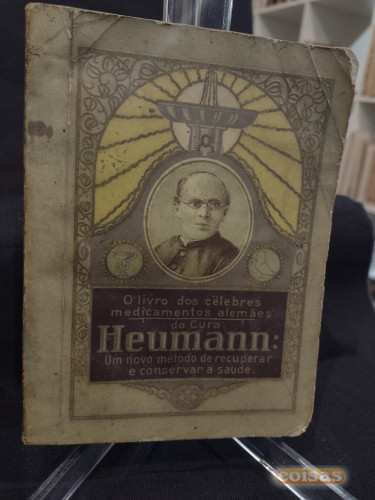 O livro dos celebres
medicamentos alemães
do Cura
Heumann:
Um novo metodo de recuperar
e conservar a saude.
coisas